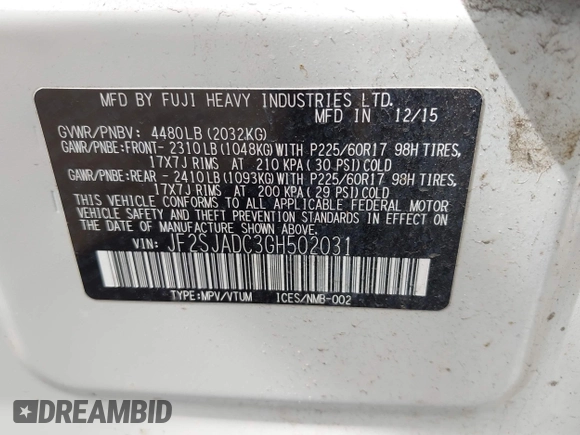 MFD BY FUJI HEAVY INDUSTRIES LTD.
MFD IN 12/15
GVWR/PNBV: 4480LB(2032KG)
GAWR/PNBE:FRONT- 2310LB(1048KG)WITH P225/60R17 98H TIRES,
17X7J RIMS AT 210 KPA(30 PSI)COLD
GAWR/PNBE:REAR - 2410LB(1093KG)WITH P225/60R17 98H TIRES,
17X7J RIMS AT 200 KPA(29 PSI)COLD
THIS VEHICLE CONFORMS TO ALL APPLICABLE FEDERAL MOTOR
VEHICLE SAFETY AND THEFT PREVENTION STANDARDS IN EFFECT ON
THE DATE OF MANUFACTURE SHOWN ABOVE.
VIN: JF2SJADC3GH502031
TYPE:MPV/VTUM ICES/NMB-002
DREAMBID